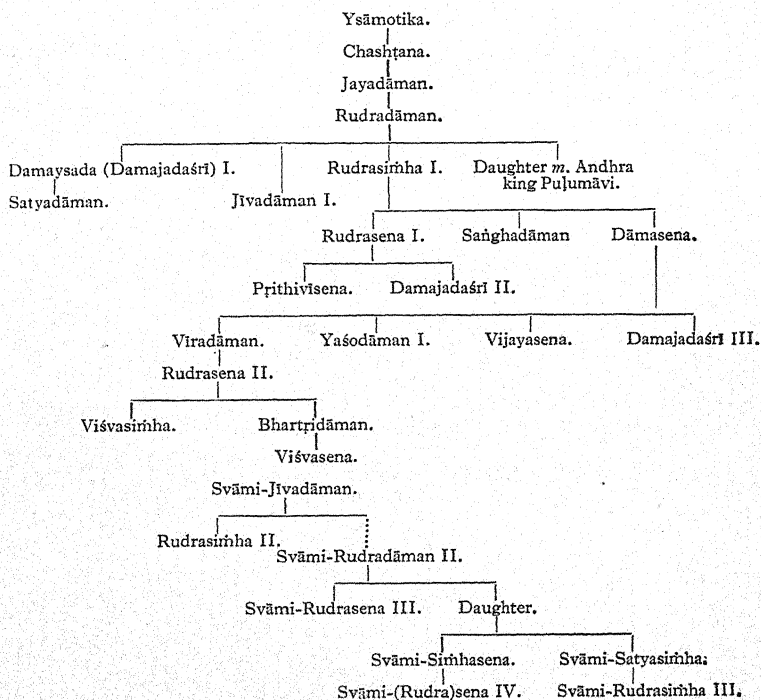 Ysāmotika.
Chashṭana.
Jayadāman.
Rudradāman.
Damaysada (Damajadaśrī) I. Rudrasiṁha I. Daughter m. Andhra
king Puḷumāvi.
Satyadāman. Jīvadāman I.
Rudrasena I. Saṅghadāman Dāmasena.
Pṛithivīsena. Damajadaśrī II.
Vīradāman. Yaśodāman I. Vijayasena. Damajadaśrī III.
Rudrasena II.
Viśvasiṁha. Bhartṛidāman.
Viśvasena.
Svāmi-Jīvadāman.
Rudrasiṁha II.
Svāmi-Rudradāman II.
Svāmi-Rudrasena III. Daughter.
Svāmi-Siṁhasena. Svāmi-Satyasiṁha.
Svāmi-(Rudra)sena IV. Svāmi-Rudrasiṁha III.